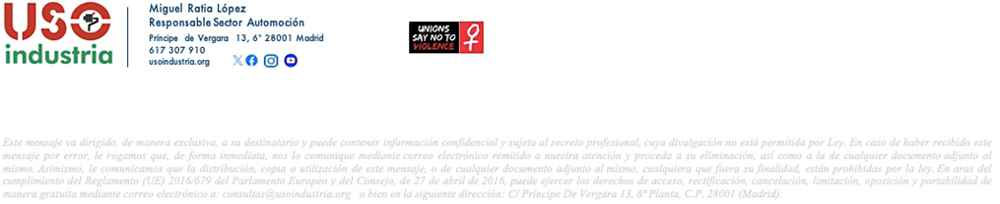 USO
industria
Miguel Ratia López
Responsable Sector Automoción
Príncipe de Vergara 13, 6° 28001 Madrid
617 307 910
usoindustria.org
UNIONS
SAY NO TO
VIOLENCE
Este mensaje va dirigido, de manera exclusiva, a su destinatario y puede contener información confidencial y sujeta al secreto profesional, cuya divulgación no está permitida por Ley. En caso de haber recibido este
mensaje por error, le rogamos que, de forma inmediata, nos lo comunique mediante correo electrónico remitido a nuestra atención y proceda a su eliminación, así como a la de cualquier documento adjunto al
mismo. Asimismo, le comunicamos que la distribución, copia o utilización de este mensaje, o de cualquier documento adjunto al mismo, cualquiera que fuera su finalidad, están prohibidas por la ley. En aras del
cumplimiento del Reglamento (UE) 2016/679 del Parlamento Europeo y del Consejo, de 27 de abril de 2016, puede ejercer los derechos de acceso, rectificación, cancelación, limitación, oposición y portabilidad de
manera gratuita mediante correo electrónico a: consultas@usoindustria.org o bien en la siguiente dirección: C/ Príncipe De Vergara 13, 6ª Planta, C.P. 28001 (Madrid).